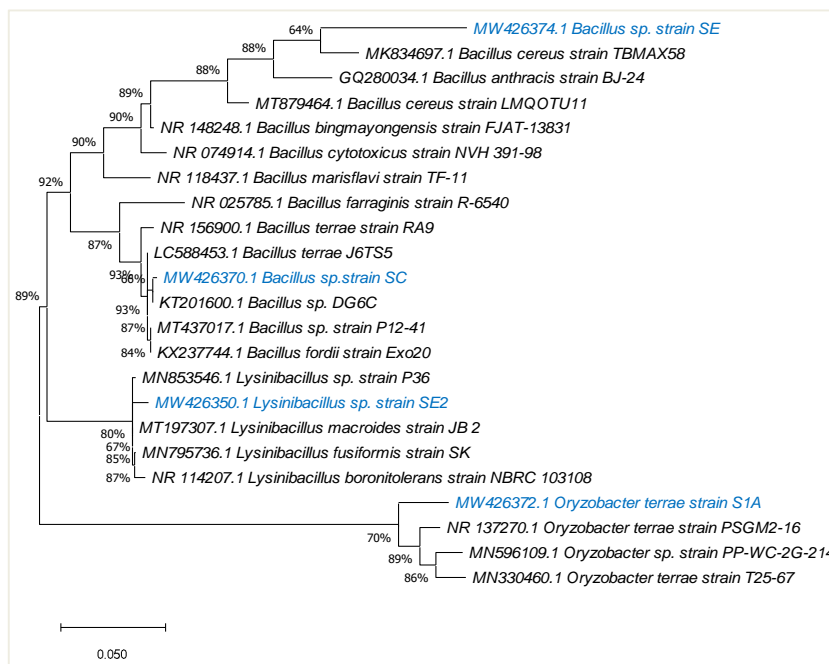 64%
MW426374.1 Bacillus sp. strain SE
88%
MK834697.1 Bacillus cereus strain TBMAX58
88%
GQ280034.1 Bacillus anthracis strain BJ-24
89%
MT879464.1 Bacillus cereus strain LMQOTU11
90%
NR 148248.1 Bacillus bingmayongensis strain FJAT-13831
90%
NR 074914.1 Bacillus cytotoxicus strain NVH 391-98
92%
NR 118437.1 Bacillus marisflavi strain TF-11
NR 025785.1 Bacillus farraginis strain R-6540
87%
NR 156900.1 Bacillus terrae strain RA9
LC588453.1 Bacillus terrae J6TS5
93%
66%
MW426370.1 Bacillus sp.strain SC
89%
KT201600.1 Bacillus sp. DG6C
93%
87%
MT437017.1 Bacillus sp. strain P12-41
84%
KX237744.1 Bacillus fordii strain Exo20
MN853546.1 Lysinibacillus sp. strain P36
MW426350.1 Lysinibacillus sp. strain SE2
80%
MT197307.1 Lysinibacillus macroides strain JB 2
67%
85%
MN795736.1 Lysinibacillus fusiformis strain SK
87%
NR 114207.1 Lysinibacillus boronitolerans strain NBRC 103108
MW426372.1 Oryzobacter terrae strain S1A
70%
NR 137270.1 Oryzobacter terrae strain PSGM2-16
89%
MN596109.1 Oryzobacter sp. strain PP-WC-2G-214
86%
MN330460.1 Oryzobacter terrae strain T25-67
0.050